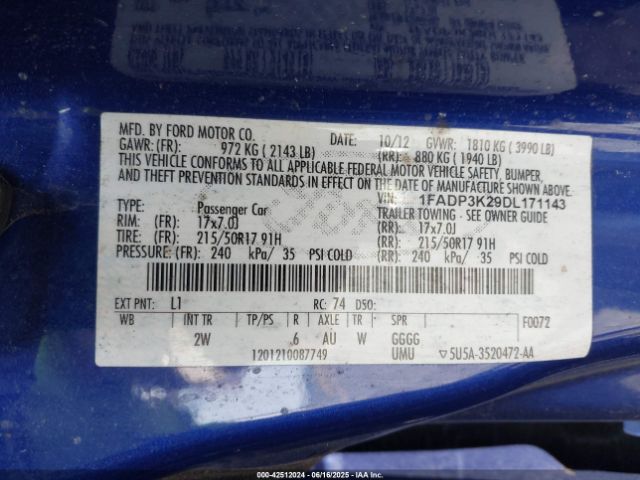 MFD. BY FORD MOTOR CO. DATE: 10/12 GVWR: 1810 KG ( 3990 LB)
GAWR: (FR): 972 KG ( 2143 LB) (RR): 880 KG ( 1940 LB)
THIS VEHICLE CONFORMS TO ALL APPLICABLE FEDERAL MOTOR VEHICLE SAFETY, BUMPER,
AND THEFT PREVENTION STANDARDS IN EFFECT ON THE DATE OF MANUFACTURE SHOWN ABOVE.
VIN: 1FADP3K29DL171143
TYPE: Passenger Car TRAILER TOWING - SEE OWNER GUIDE
RIM: (FR): 17x7.0J (RR): 17x7.0J
TIRE: (FR): 215/50R17 91H (RR): 215/50R17 91H
PRESSURE: (FR): 240 kPa/ 35 PSI COLD (RR): 240 kPa/ 35 PSI COLD
EXT PNT: L1 RC: 74 DSO: F0072
WB INT TR TP/PS R AXLE TR SPR
2W 6 AU W GGGG
1201210087749 UMU ▽5U5A-3520472-AA
00-42512024 | 06/16/2025 | Copyright © IAA, LLC